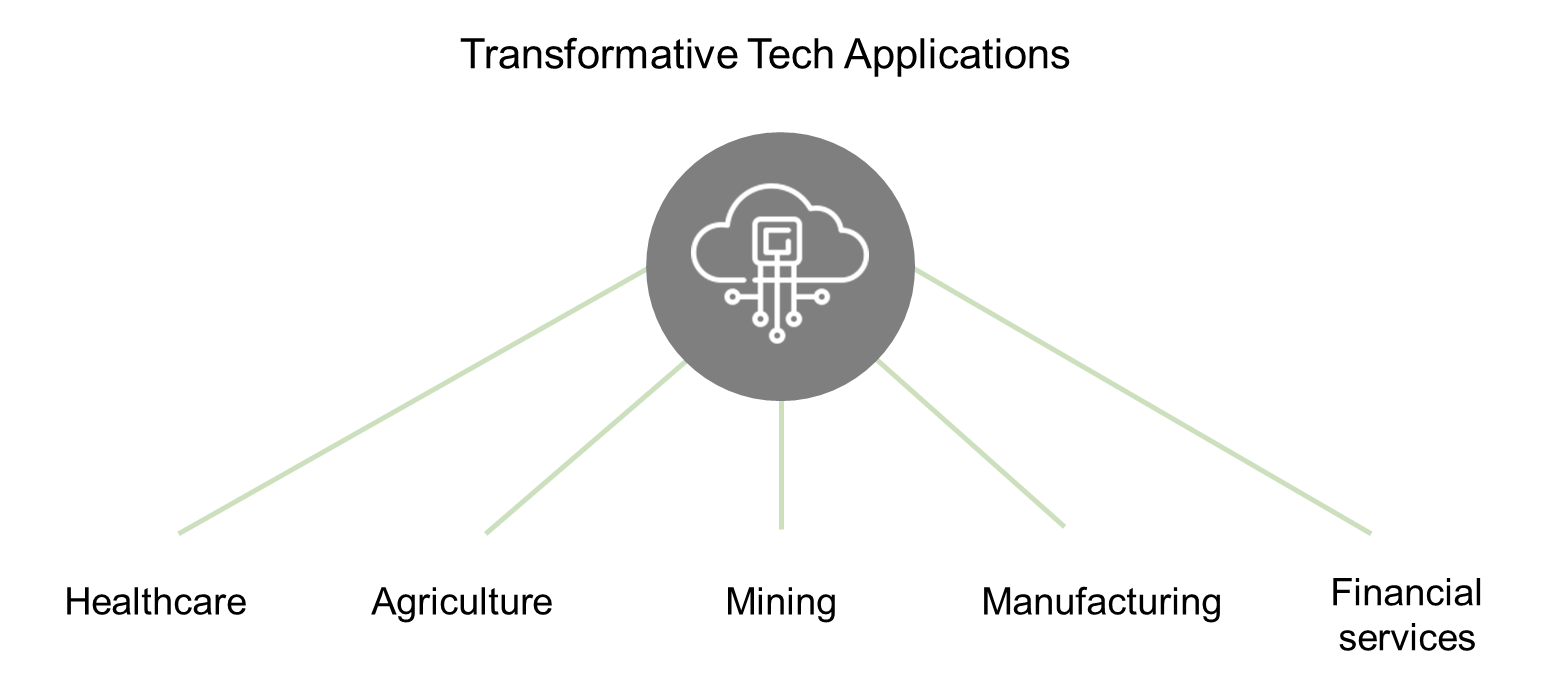 Transformative Tech Applications
Healthcare
Agriculture
Mining
Manufacturing
Financial
services